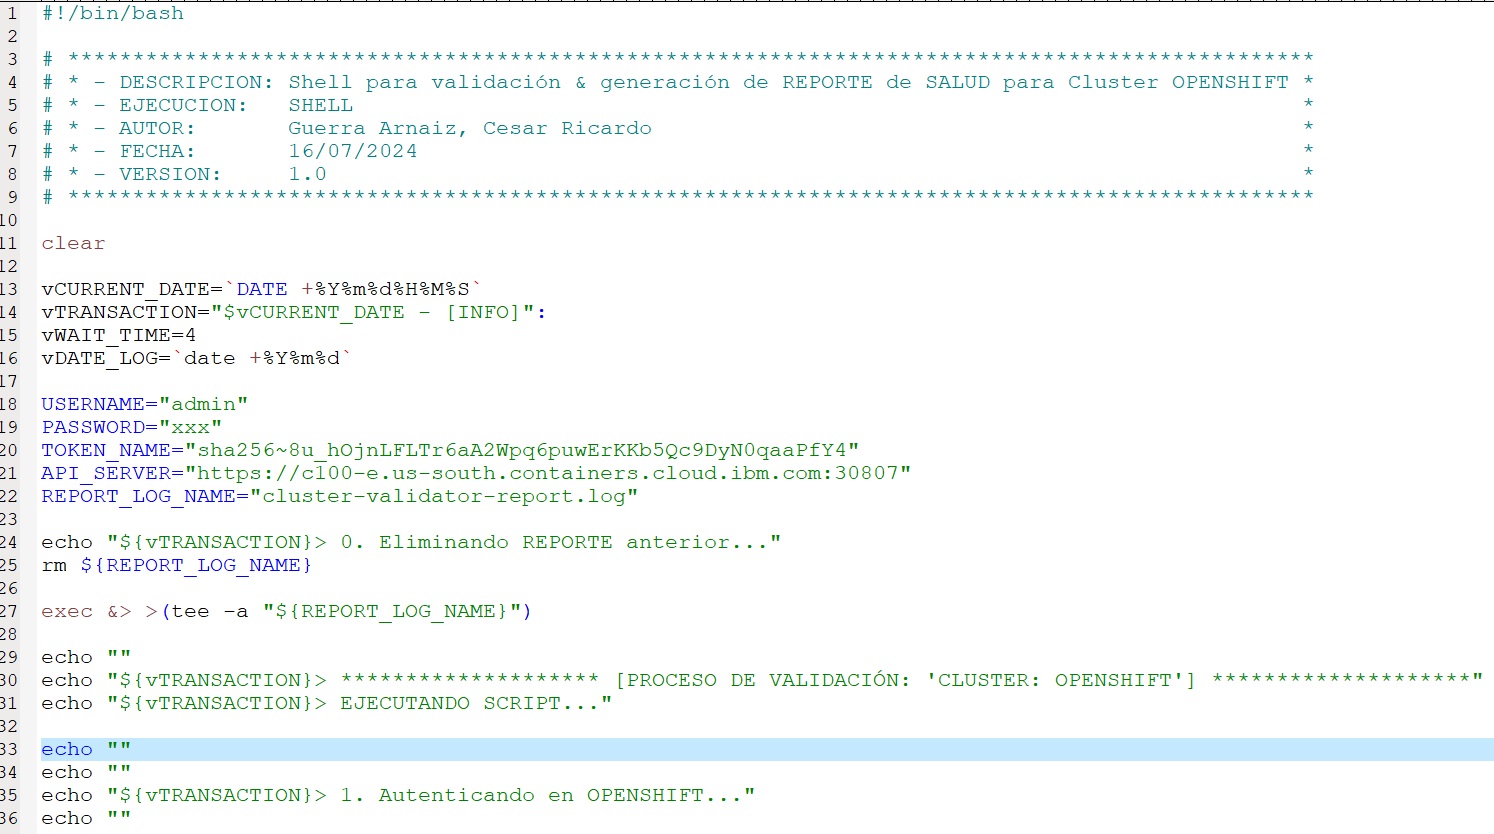 1 #!/bin/bash
2
3 # *************************************************************************************************
4 # * - DESCRIPCION: Shell para validación & generación de REPORTE de SALUD para Cluster OPENSHIFT *
5 # * - EJECUCION:   SHELL                                                                          *
6 # * - AUTOR:       Guerra Arnaiz, Cesar Ricardo                                                   *
7 # * - FECHA:       16/07/2024                                                                     *
8 # * - VERSION:     1.0                                                                            *
9 # *************************************************************************************************
10
11 clear
12
13 vCURRENT_DATE=`DATE +%Y%m%d%H%M%S`
14 vTRANSACTION="$vCURRENT_DATE - [INFO]":
15 vWAIT_TIME=4
16 vDATE_LOG=`date +%Y%m%d`
17
18 USERNAME="admin"
19 PASSWORD="xxx"
20 TOKEN_NAME="sha256~8u_hOjnLFLTr6aA2Wpq6puwErKKb5Qc9DyN0qaaPfY4"
21 API_SERVER="https://c100-e.us-south.containers.cloud.ibm.com:30807"
22 REPORT_LOG_NAME="cluster-validator-report.log"
23
24 echo "${vTRANSACTION}> 0. Eliminando REPORTE anterior..."
25 rm ${REPORT_LOG_NAME}
26
27 exec &> >(tee -a "${REPORT_LOG_NAME}")
28
29 echo ""
30 echo "${vTRANSACTION}> ******************** [PROCESO DE VALIDACIÓN: 'CLUSTER: OPENSHIFT'] ********************"
31 echo "${vTRANSACTION}> EJECUTANDO SCRIPT..."
32
33 echo ""
34 echo ""
35 echo "${vTRANSACTION}> 1. Autenticando en OPENSHIFT..."
36 echo ""